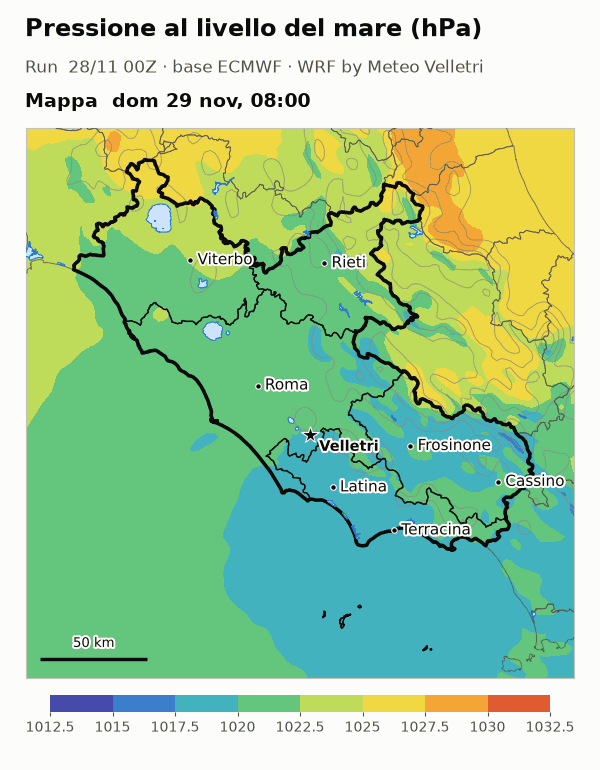 Pressione al livello del mare (hPa)
Run  28/11 00Z · base ECMWF · WRF by Meteo Velletri
Mappa  dom 29 nov, 08:00
Viterbo
Rieti
Roma
Velletri
Frosinone
Cassino
Latina
Terracina
50 km
1012.5 1015 1017.5 1020 1022.5 1025 1027.5 1030 1032.5